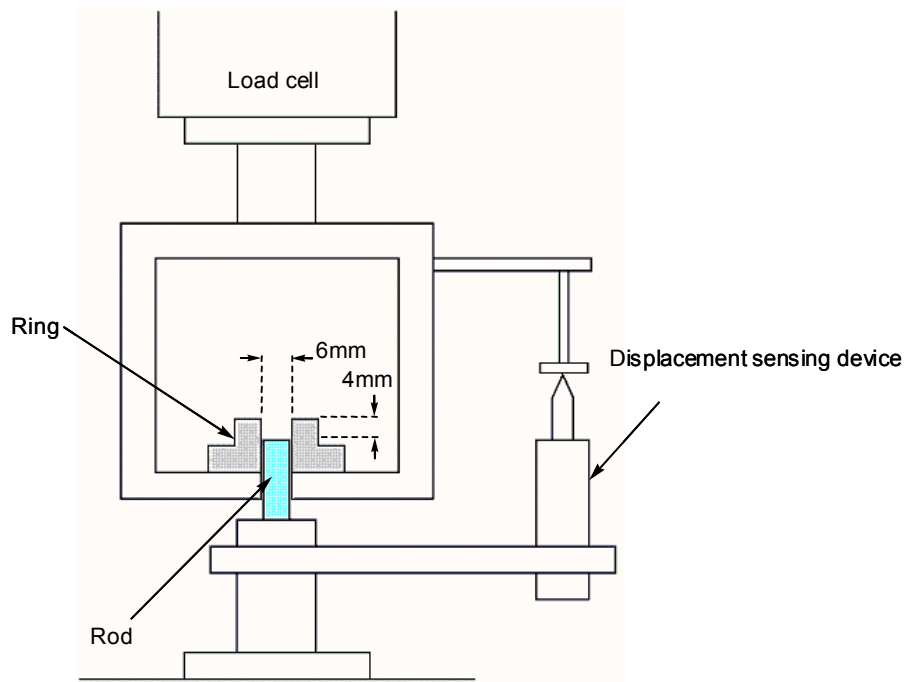 Load cell
Ring
6mm
4mm
Displacement sensing device
Rod